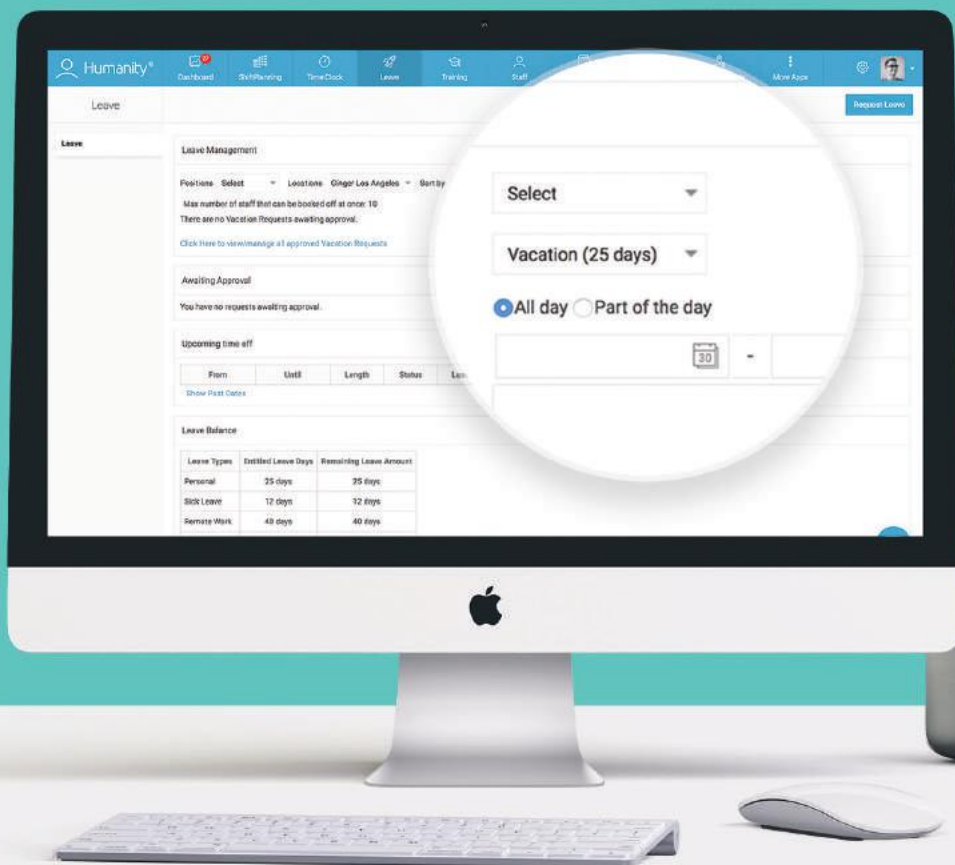 Humanity®
27
Dashboard ShiftPlanning Time Clock Leave Training Staff More Apps
Leave
Request Leave
Leave
Leave Management
Positions Select Locations Ginger Los Angeles Sort by
Max number of staff that can be booked off at once: 10
There are no Vacation Requests awaiting approval.
Click Here to view/manage all approved Vacation Requests
Awaiting Approval
You have no requests awaiting approval.
Upcoming time off
From Until Length Status
Show Past Dates
Leave Balance
Leave Types Entitled Leave Days Remaining Leave Amount
Personal 25 days 25 days
Sick Leave 12 days 12 days
Remote Work 40 days 40 days
Select
Vacation (25 days)
All day Part of the day
30 -